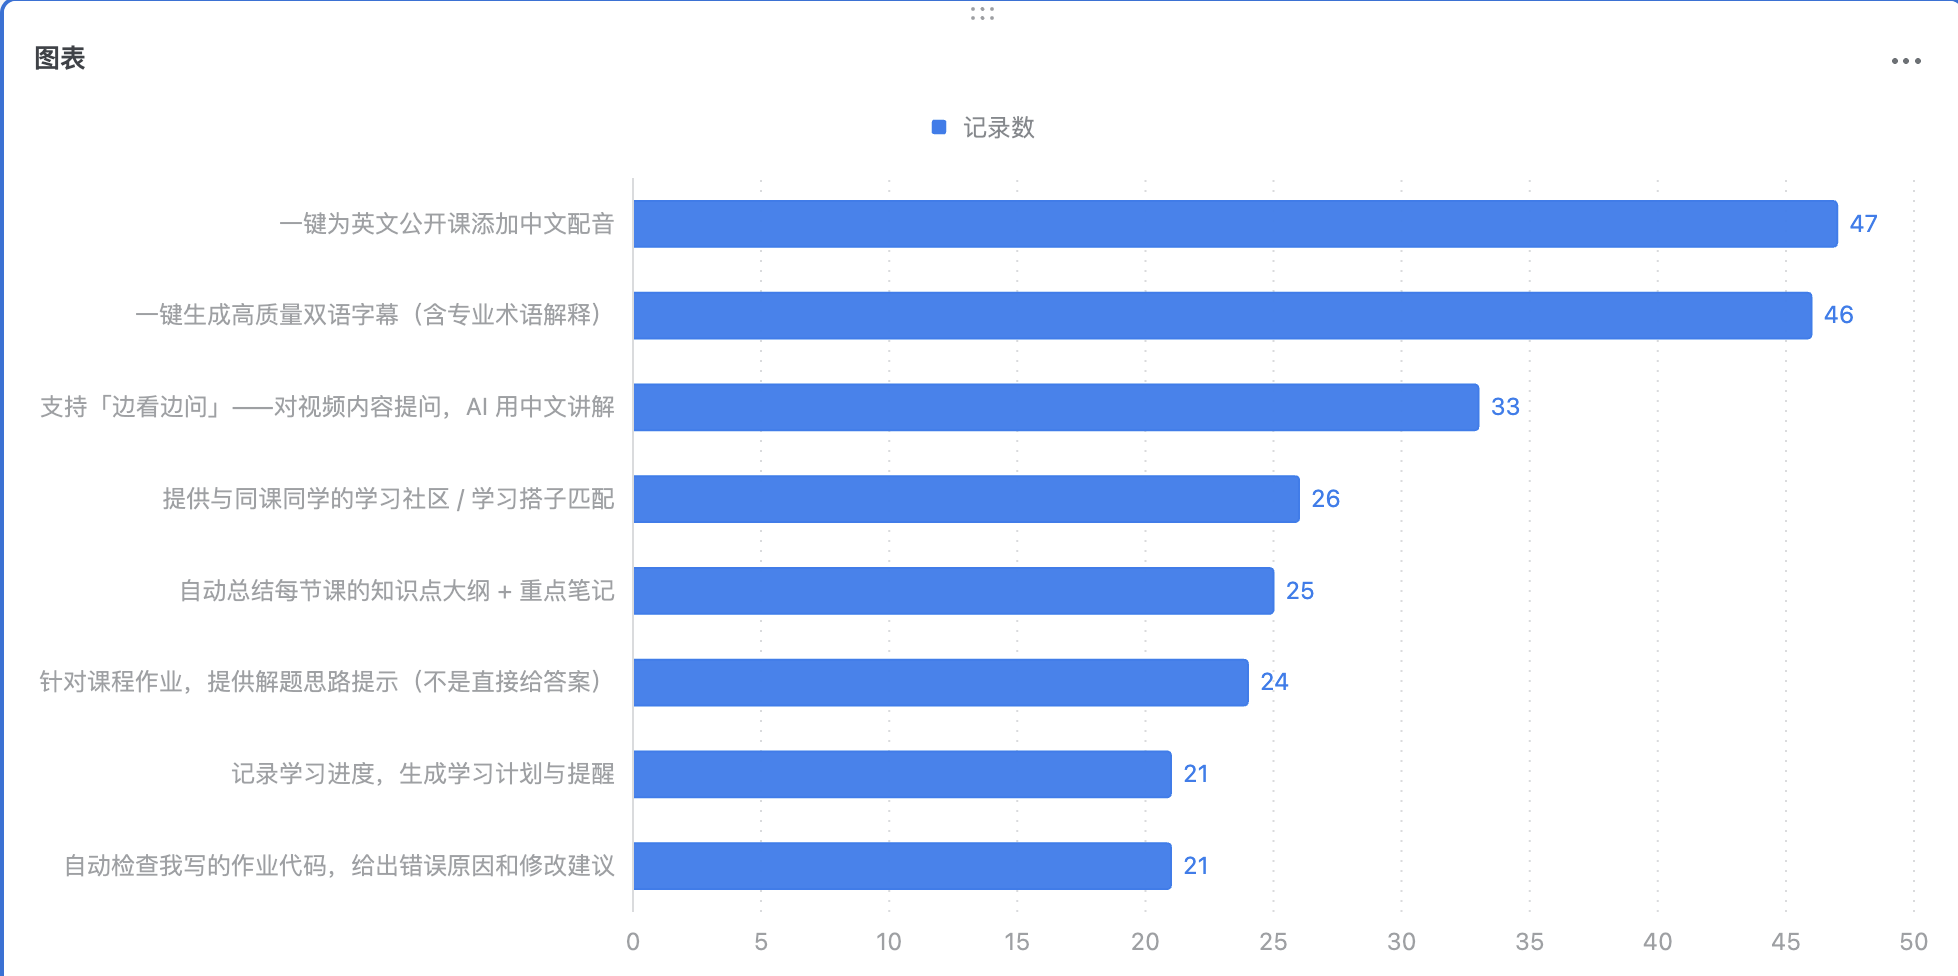 图表
记录数
一键为英文公开课添加中文配音 47
一键生成高质量双语字幕（含专业术语解释） 46
支持「边看边问」——对视频内容提问，AI 用中文讲解 33
提供与同课同学的学习社区 / 学习搭子匹配 26
自动总结每节课的知识点大纲 + 重点笔记 25
针对课程作业，提供解题思路提示（不是直接给答案） 24
记录学习进度，生成学习计划与提醒 21
自动检查我写的作业代码，给出错误原因和修改建议 21
0 5 10 15 20 25 30 35 40 45 50